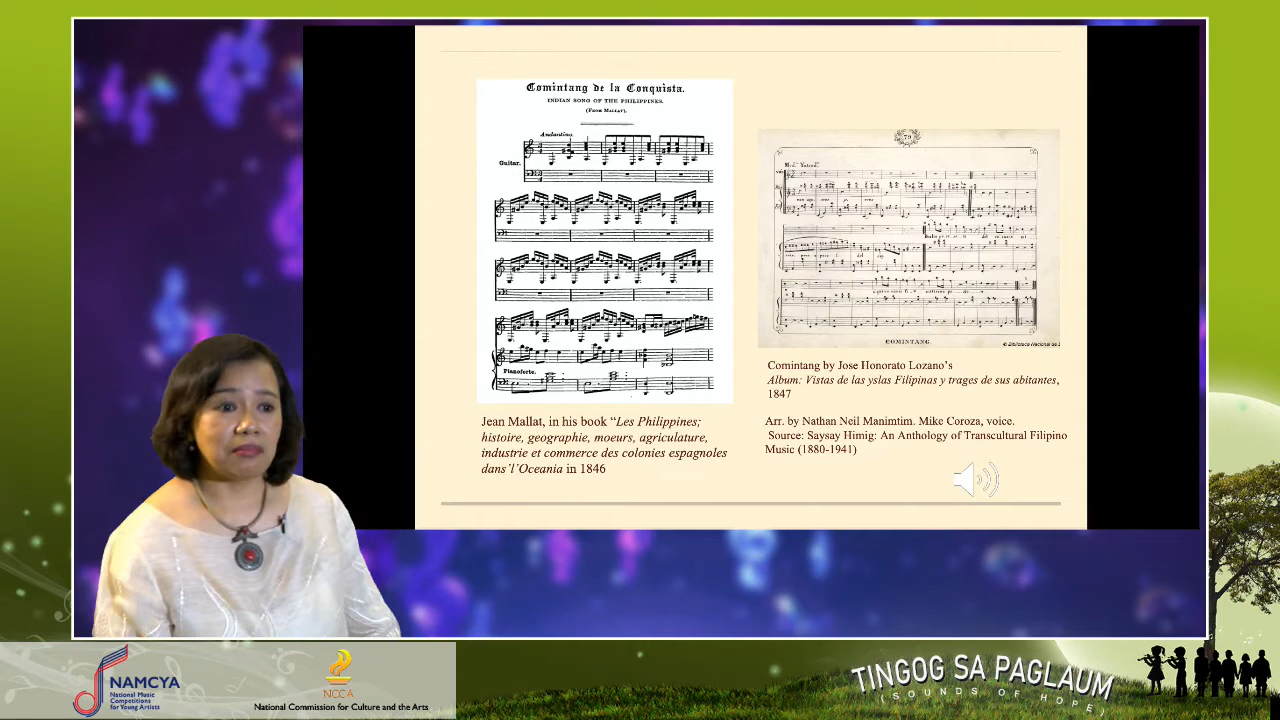 Comintang de la Conquista.
INDIAN SONG OF THE PHILIPPINES.
(FROM MALLAT).
Andantino.
Guitar.
Pianoforte.
79
COMINTANG
Jean Mallat, in his book “Les Philippines;
histoire, geographie, moeurs, agriculture,
industrie et commerce des colonies espagnoles
dans’l’Oceania in 1846
Comintang by Jose Honorato Lozano’s
Album: Vistas de las yslas Filipinas y trages de sus abitantes,
1847
Arr. by Nathan Neil Manimtim. Mike Coroza, voice.
Source: Saysay Himig: An Anthology of Transcultural Filipino
Music (1880-1941)
NAMCYA
National Music
Competitions
for Young Artists
NCCA
National Commission for Culture and the Arts
TINGOG SA PAGLAUM
(SOUNDS OF HOPE)